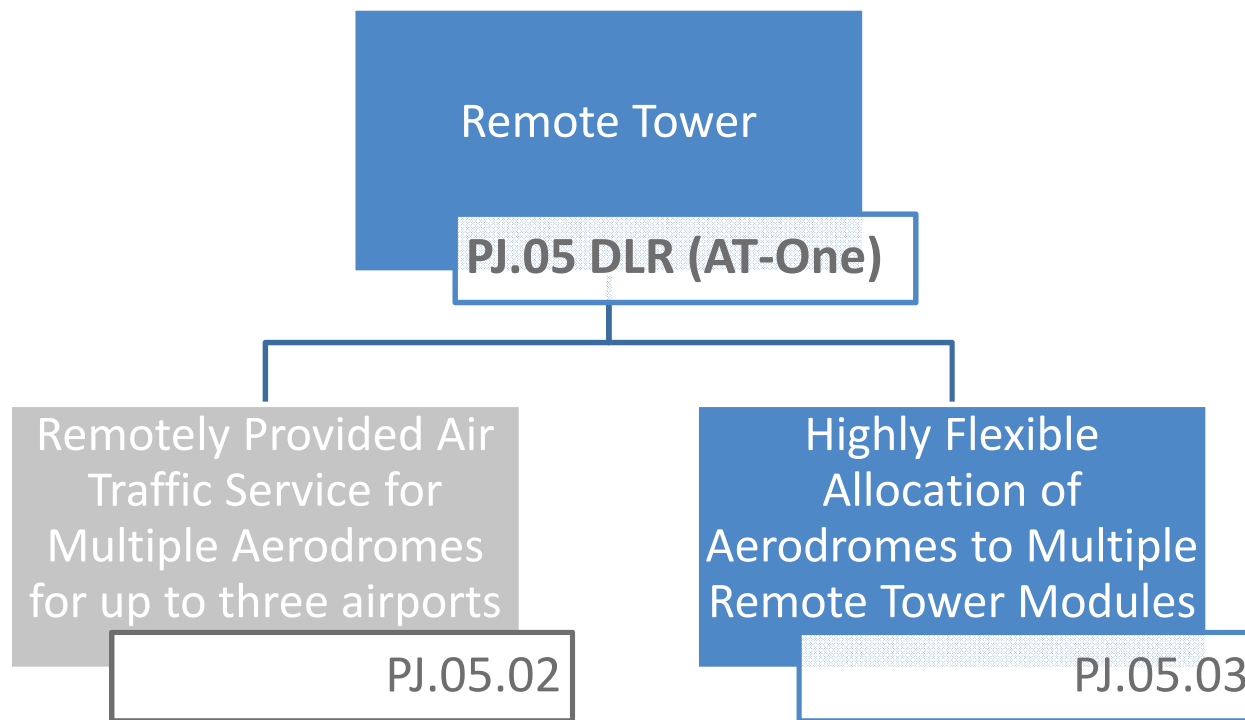 Remote Tower
PJ.05 DLR (AT-One)
Remotely Provided Air
Traffic Service for
Multiple Aerodromes
for up to three airports
PJ.05.02
Highly Flexible
Allocation of
Aerodromes to Multiple
Remote Tower Modules
PJ.05.03